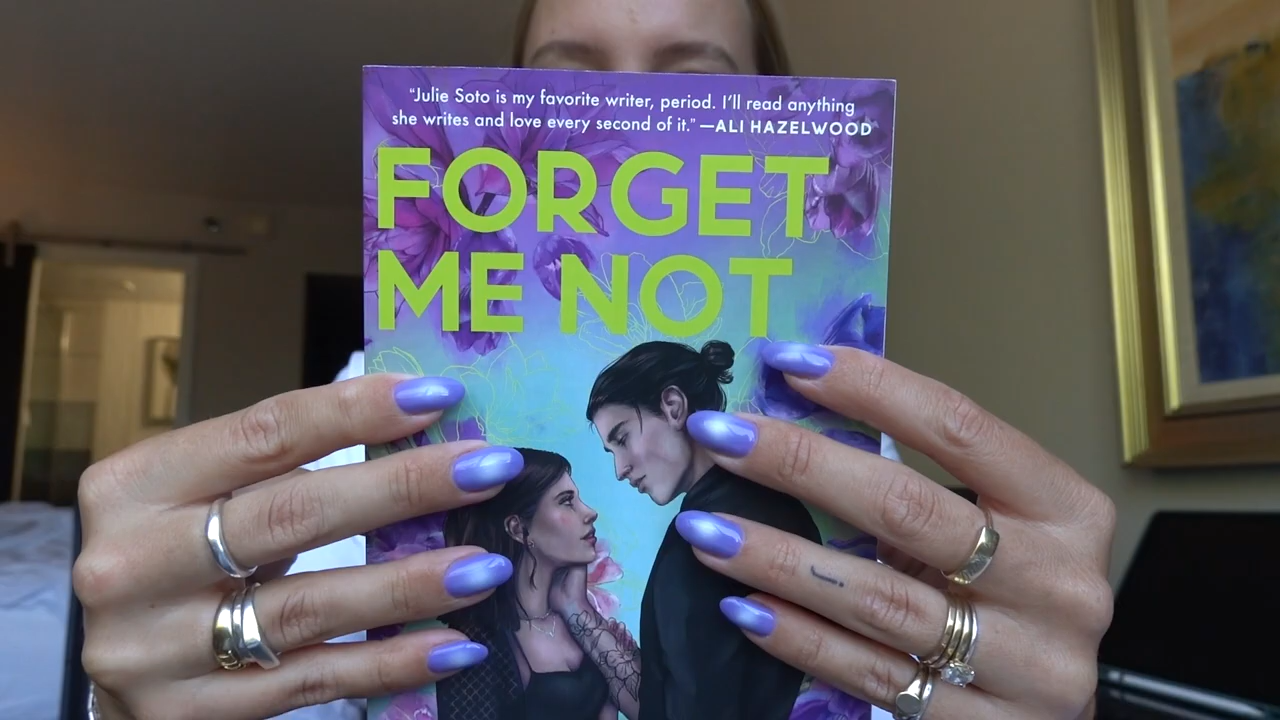 "Julie Soto is my favorite writer, period. I'll read anything
she writes and love every second of it." —ALI HAZELWOOD
FORGET
ME NOT